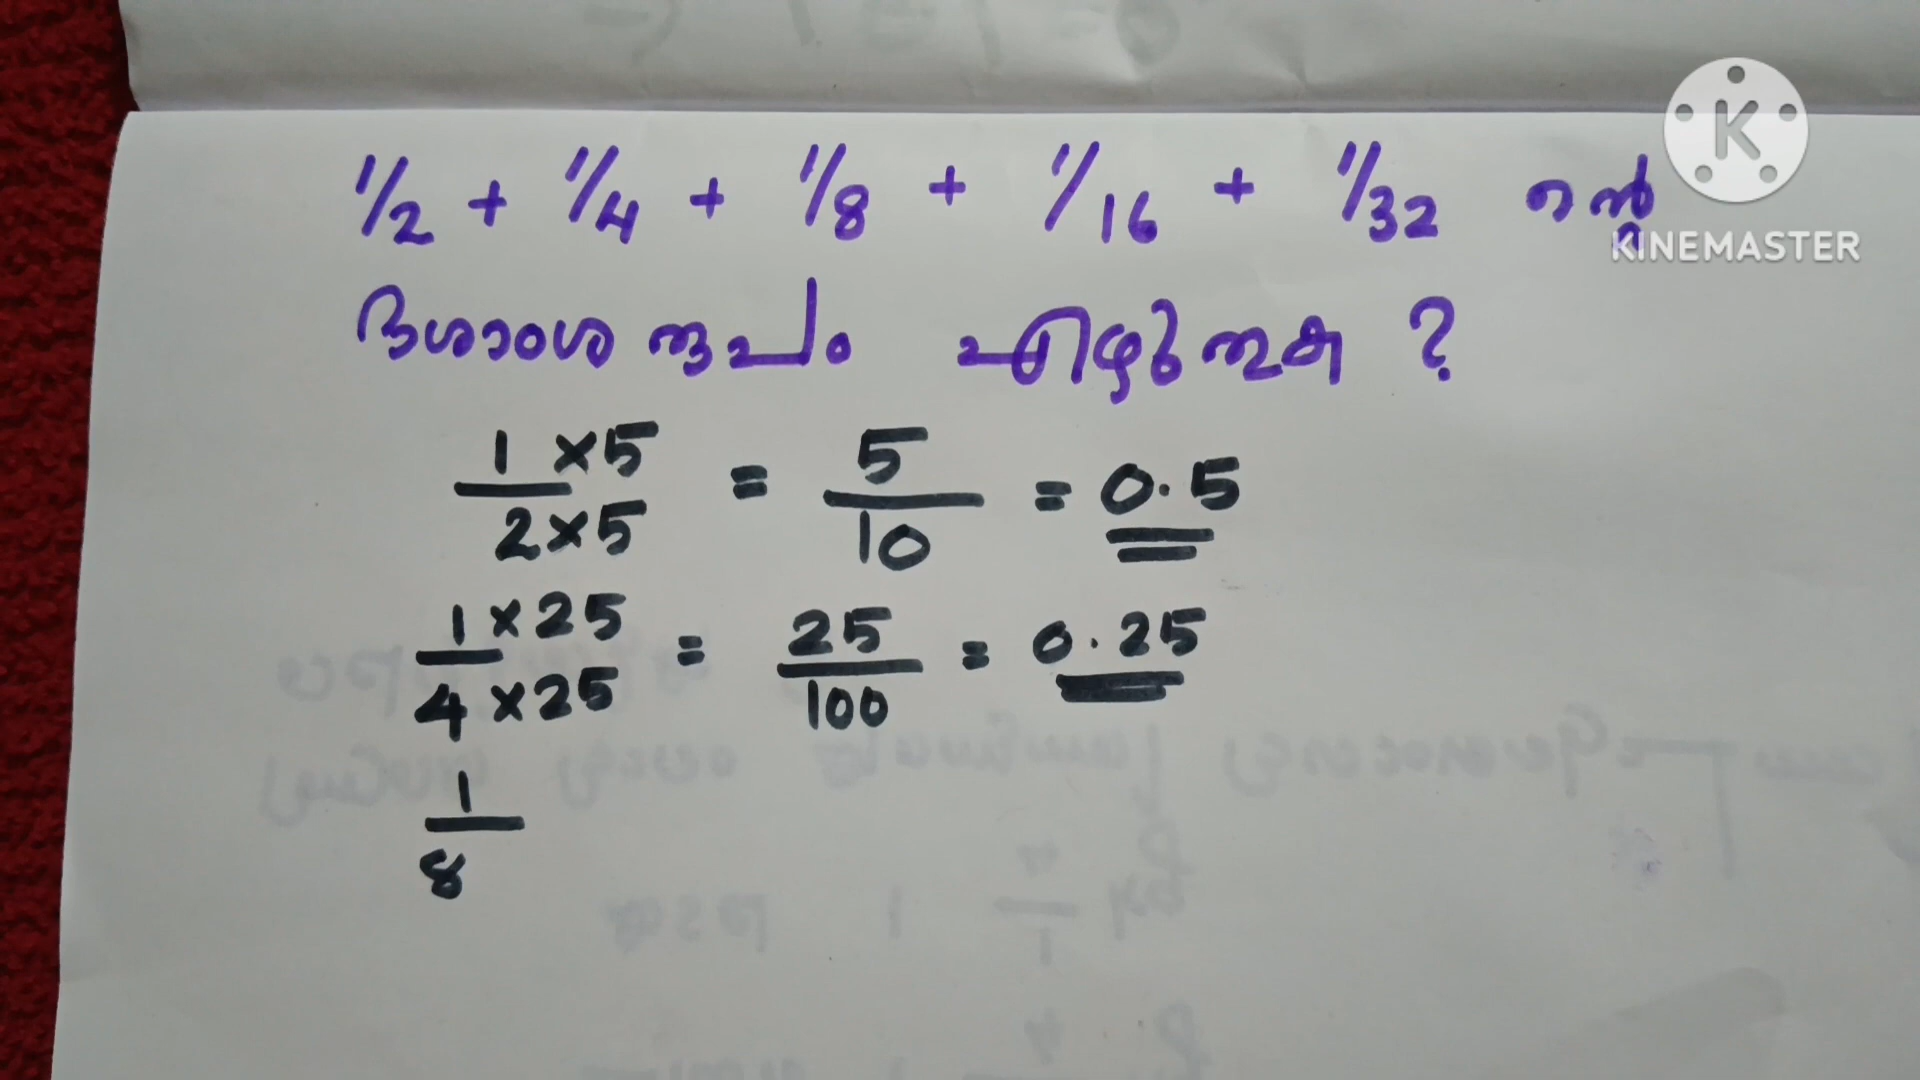 1/2 + 1/4 + 1/8 + 1/16 + 1/32 ന്റെ
ദശാംശ രൂപം എഴുതുക ?
1 ×5 / 2 ×5 = 5/10 = 0.5
1 ×25 / 4 ×25 = 25/100 = 0.25
1/8
K
KINEMASTER